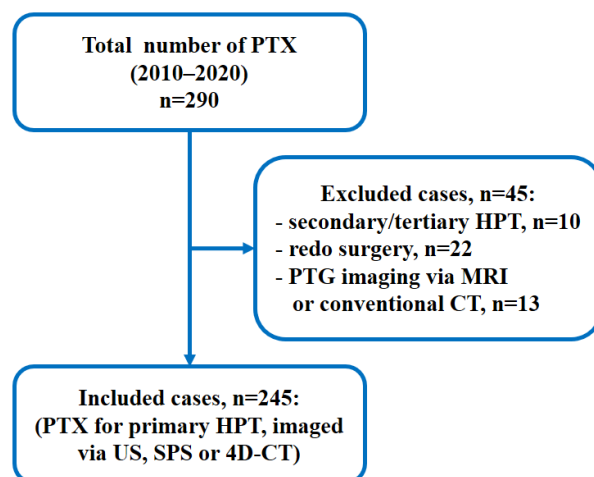 Total number of PTX
(2010–2020)
n=290
Excluded cases, n=45:
- secondary/tertiary HPT, n=10
- redo surgery, n=22
- PTG imaging via MRI
or conventional CT, n=13
Included cases, n=245:
(PTX for primary HPT, imaged
via US, SPS or 4D-CT)